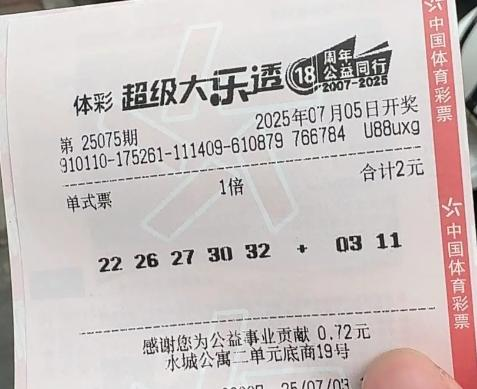 体彩 超级大乐透 18 周年 公益同行 2007-2025
第 25075期 2025年07月05日开奖
910110-175261-111409-610879 766784 U88uxg
单式票 1倍 合计2元
22 26 27 30 32 + 03 11
感谢您为公益事业贡献 0.72元
水城公寓二单元底商19号
中国体育彩票
中国体育彩票